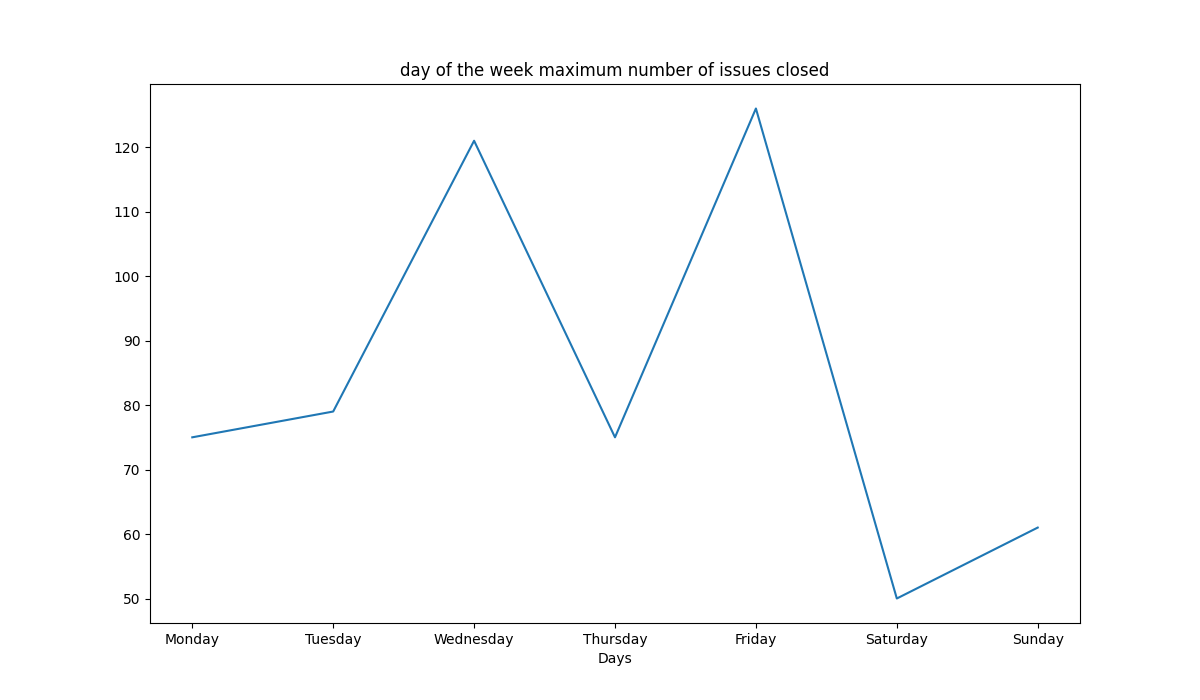 day of the week maximum number of issues closed
120
110
100
90
80
70
60
50
Monday Tuesday Wednesday Thursday Friday Saturday Sunday
Days